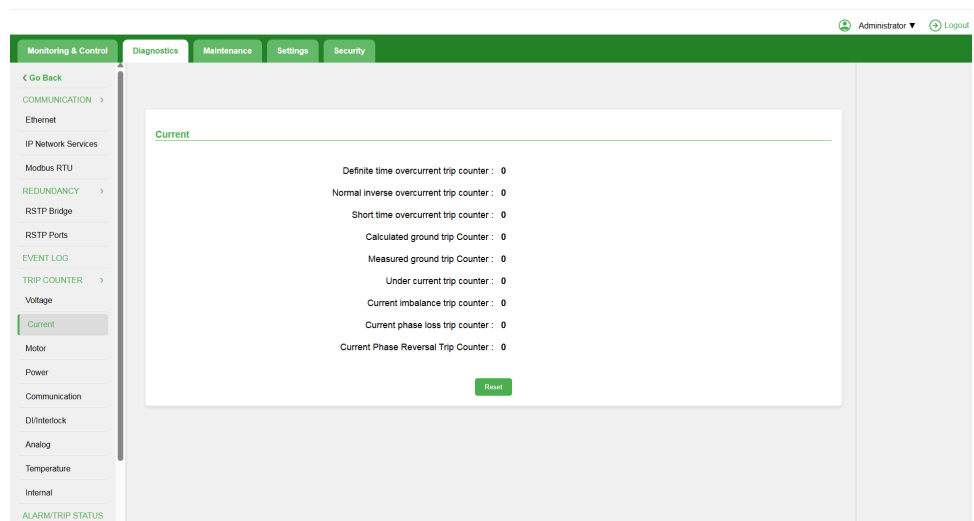 Administrator ▼ Logout
Monitoring & Control Diagnostics Maintenance Settings Security
Go Back
COMMUNICATION >
Ethernet
IP Network Services
Modbus RTU
REDUNDANCY >
RSTP Bridge
RSTP Ports
EVENT LOG
TRIP COUNTER >
Voltage
Current
Motor
Power
Communication
DI/Interlock
Analog
Temperature
Internal
ALARM/TRIP STATUS
Current
Definite time overcurrent trip counter : 0
Normal inverse overcurrent trip counter : 0
Short time overcurrent trip counter : 0
Calculated ground trip Counter : 0
Measured ground trip Counter : 0
Under current trip counter : 0
Current imbalance trip counter : 0
Current phase loss trip counter : 0
Current Phase Reversal Trip Counter : 0
Reset